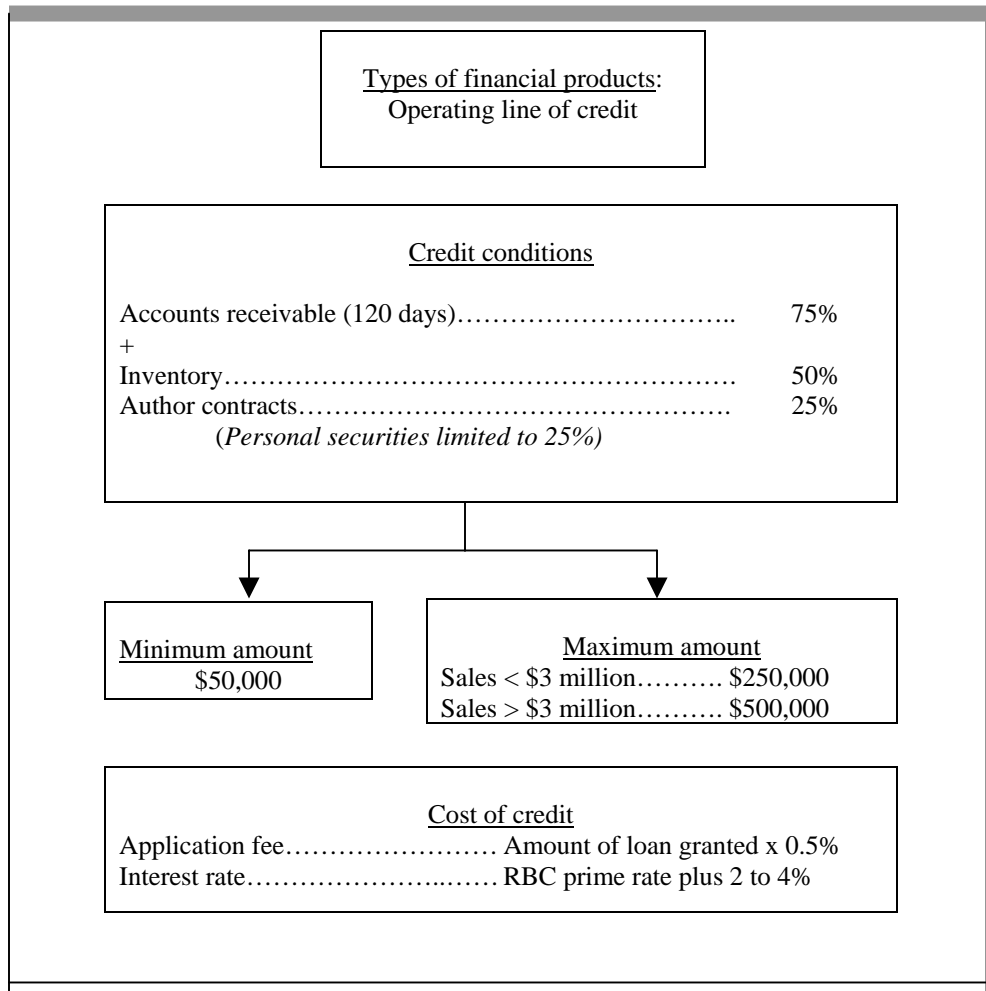 Types of financial products:
Operating line of credit
Credit conditions
Accounts receivable (120 days)…………………………….. 75%
+
Inventory…………………………………………………. 50%
Author contracts………………………………………….. 25%
(Personal securities limited to 25%)
Minimum amount
$50,000
Maximum amount
Sales < $3 million………. $250,000
Sales > $3 million………. $500,000
Cost of credit
Application fee…………………… Amount of loan granted x 0.5%
Interest rate…………………..…… RBC prime rate plus 2 to 4%